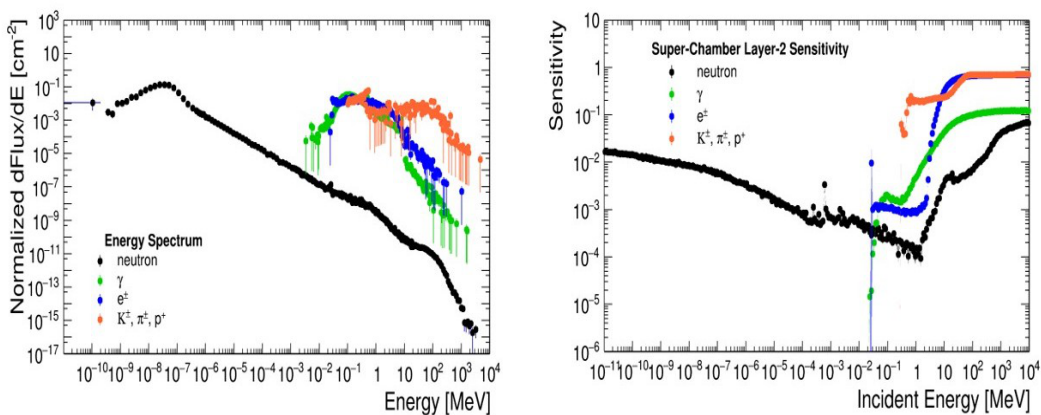 Normalized dFlux/dE [cm⁻²]
10³
10
10⁻¹
10⁻³
10⁻⁵
10⁻⁷
10⁻⁹
10⁻¹¹
10⁻¹³
10⁻¹⁵
10⁻¹⁷
Energy Spectrum
neutron
γ
e±
K±, π±, p⁺
10⁻¹⁰ 10⁻⁹ 10⁻⁸ 10⁻⁷ 10⁻⁶ 10⁻⁵ 10⁻⁴ 10⁻³ 10⁻² 10⁻¹ 1 10 10² 10³ 10⁴
Energy [MeV]
Sensitivity
10
1
10⁻¹
10⁻²
10⁻³
10⁻⁴
10⁻⁵
10⁻⁶
Super-Chamber Layer-2 Sensitivity
neutron
γ
e±
K±, π±, p⁺
10⁻¹¹ 10⁻¹⁰ 10⁻⁹ 10⁻⁸ 10⁻⁷ 10⁻⁶ 10⁻⁵ 10⁻⁴ 10⁻³ 10⁻² 10⁻¹ 1 10 10² 10³ 10⁴
Incident Energy [MeV]